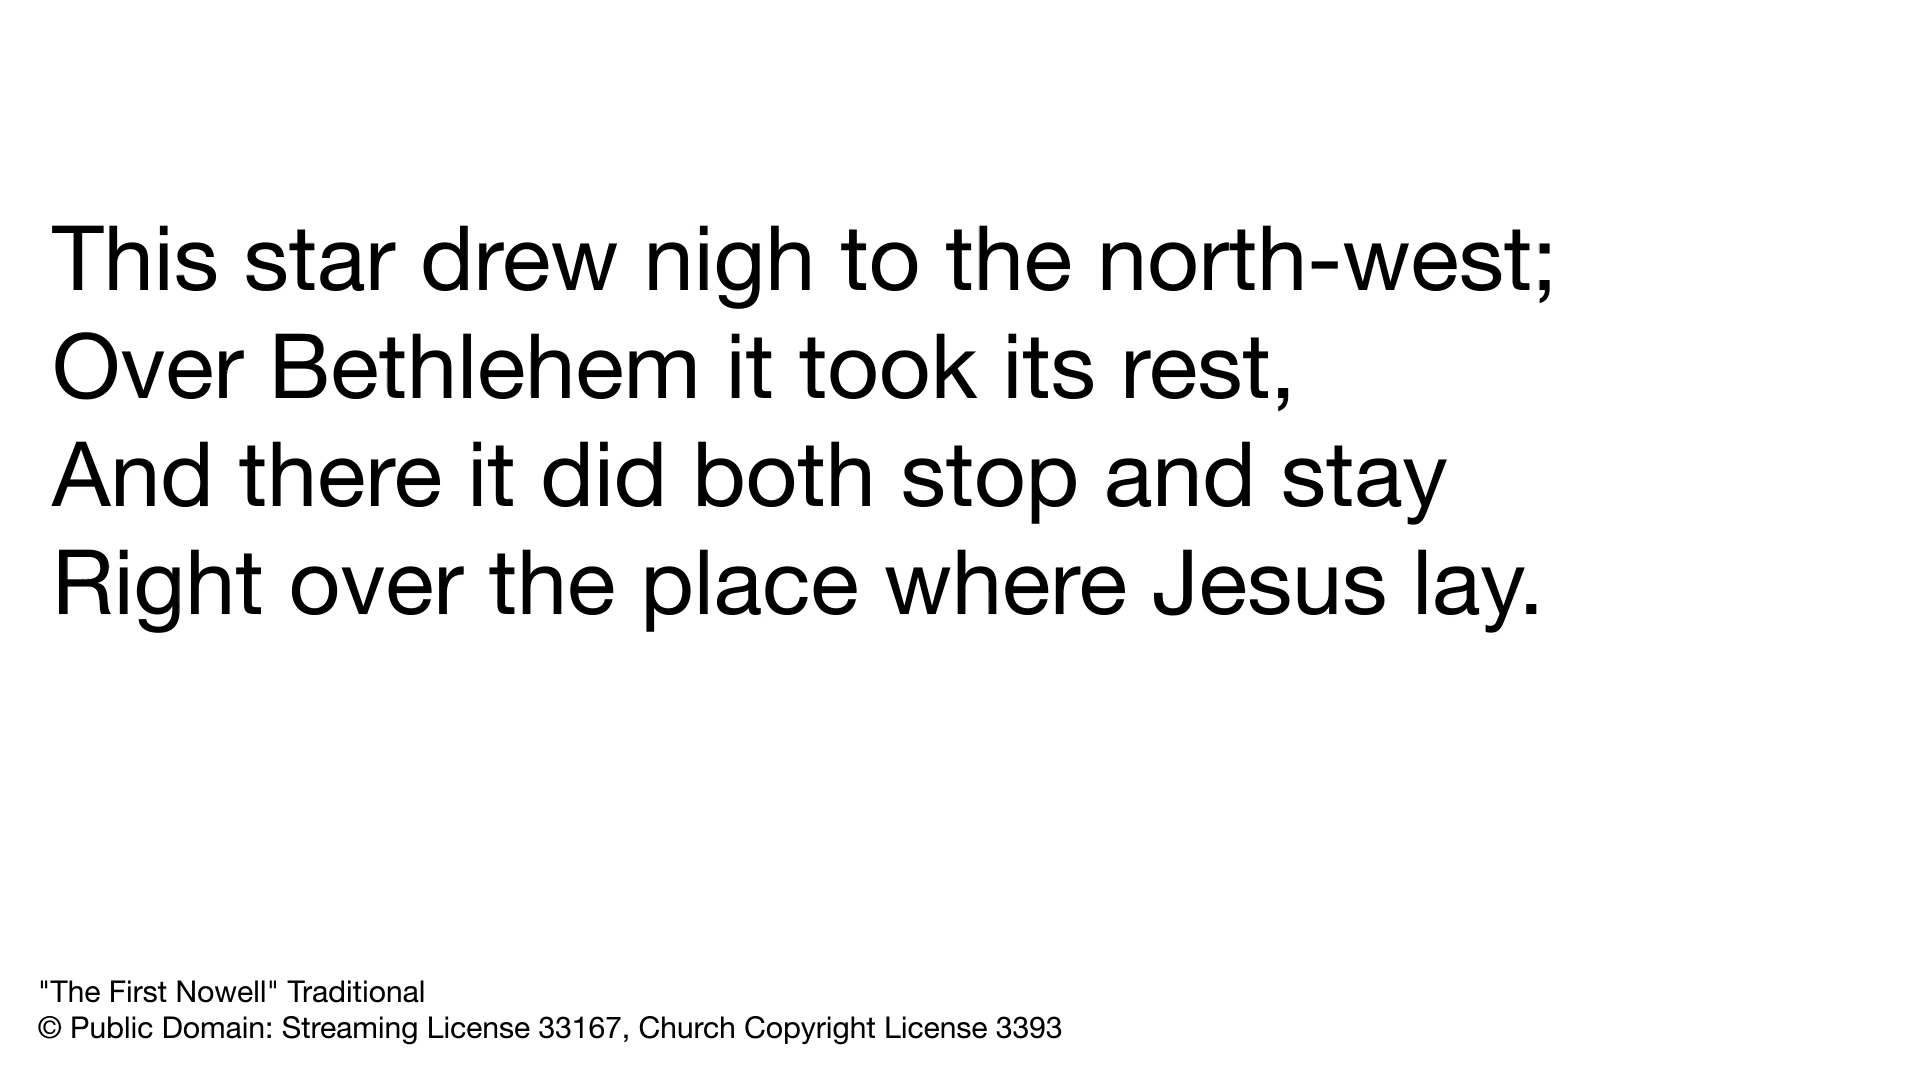 This star drew nigh to the north-west;
Over Bethlehem it took its rest,
And there it did both stop and stay
Right over the place where Jesus lay.
"The First Nowell" Traditional
© Public Domain: Streaming License 33167, Church Copyright License 3393